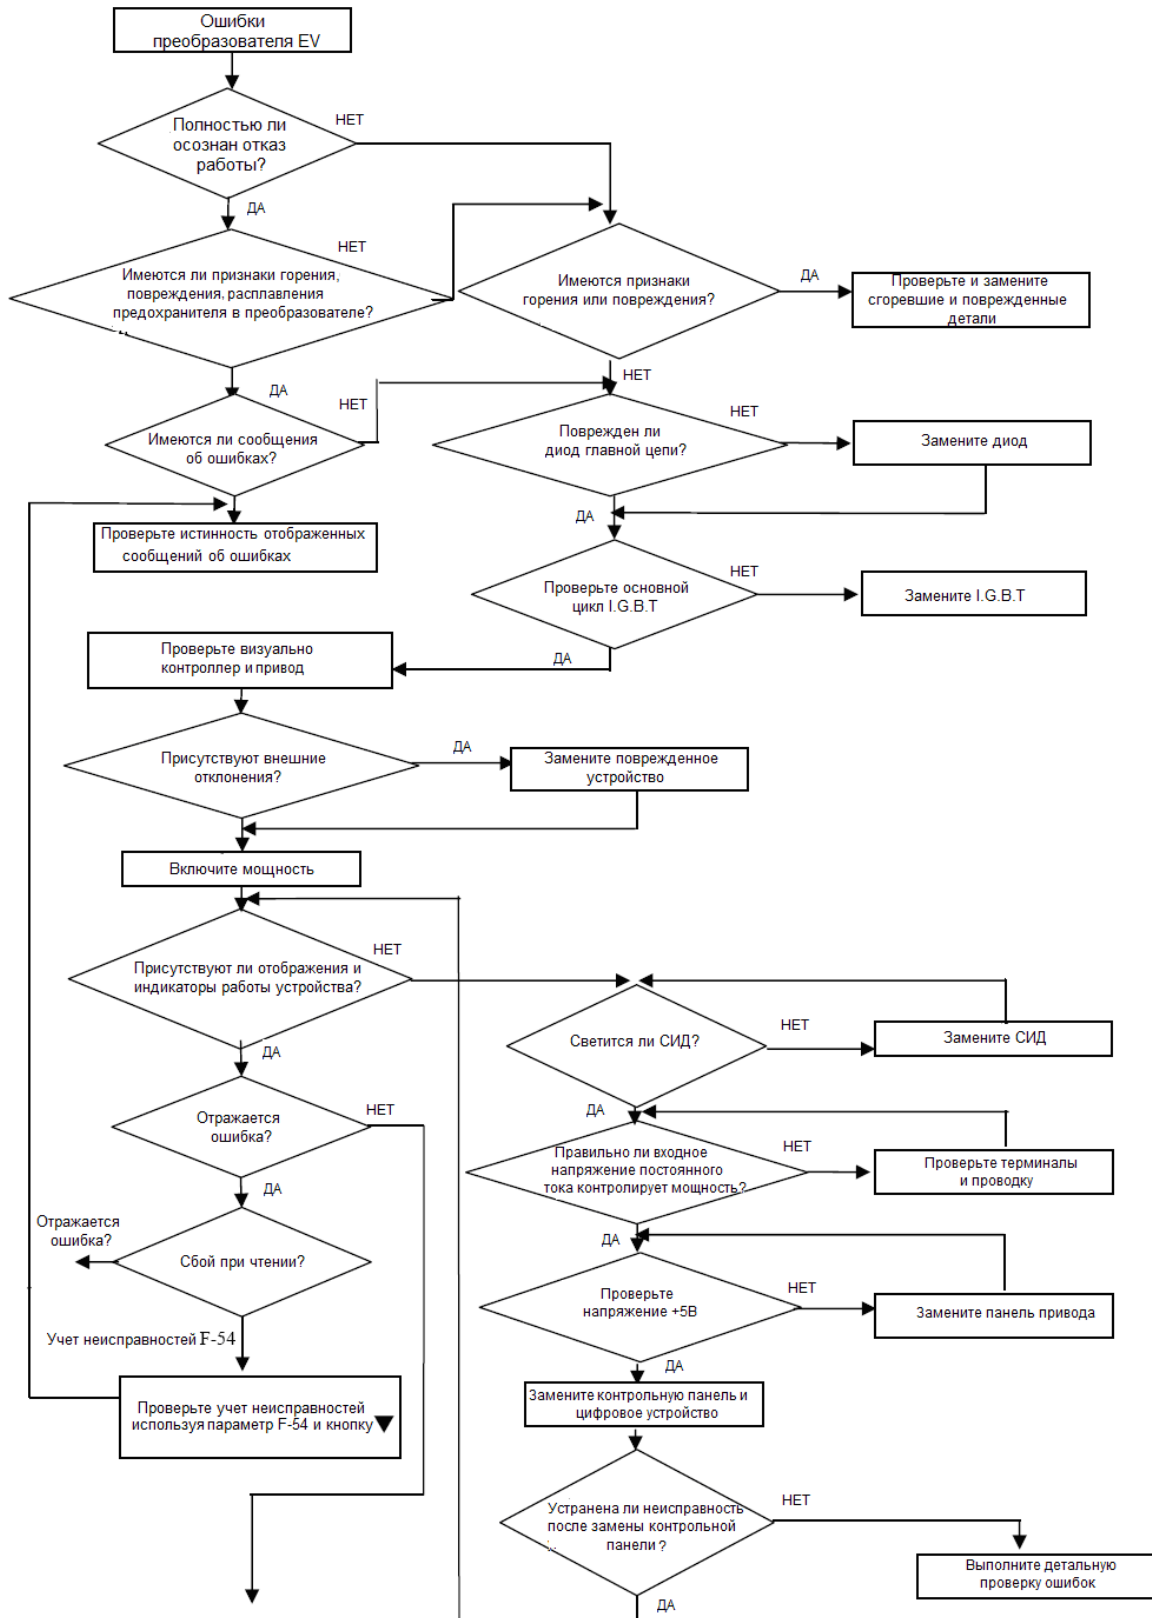 Ошибки
преобразователя EV
Полностью ли
осознан отказ
работы?
НЕТ
ДА
Имеются ли признаки горения,
повреждения, расплавления
предохранителя в преобразователе?
НЕТ
Имеются признаки
горения или повреждения?
ДА
Проверьте и замените
сгоревшие и поврежденные
детали
ДА
НЕТ
НЕТ
Имеются ли сообщения
об ошибках?
Поврежден ли
диод главной цепи?
НЕТ
Замените диод
ДА
Проверьте истинность отображенных
сообщений об ошибках
Проверьте основной
цикл I.G.B.T
НЕТ
Замените I.G.B.T
ДА
Проверьте визуально
контроллер и привод
Присутствуют внешние
отклонения?
ДА
Замените поврежденное
устройство
Включите мощность
Присутствуют ли отображения и
индикаторы работы устройства?
НЕТ
Светится ли СИД?
НЕТ
Замените СИД
ДА
ДА
Отражается
ошибка?
НЕТ
Правильно ли входное
напряжение постоянного
тока контролирует мощность?
НЕТ
Проверьте терминалы
и проводку
ДА
ДА
Отражается
ошибка?
Сбой при чтении?
Проверьте
напряжение +5В
НЕТ
Замените панель привода
Учет неисправностей F-54
ДА
Проверьте учет неисправностей
используя параметр F-54 и кнопку ▼
Замените контрольную панель и
цифровое устройство
Устранена ли неисправность
после замены контрольной
панели?
НЕТ
Выполните детальную
проверку ошибок
ДА